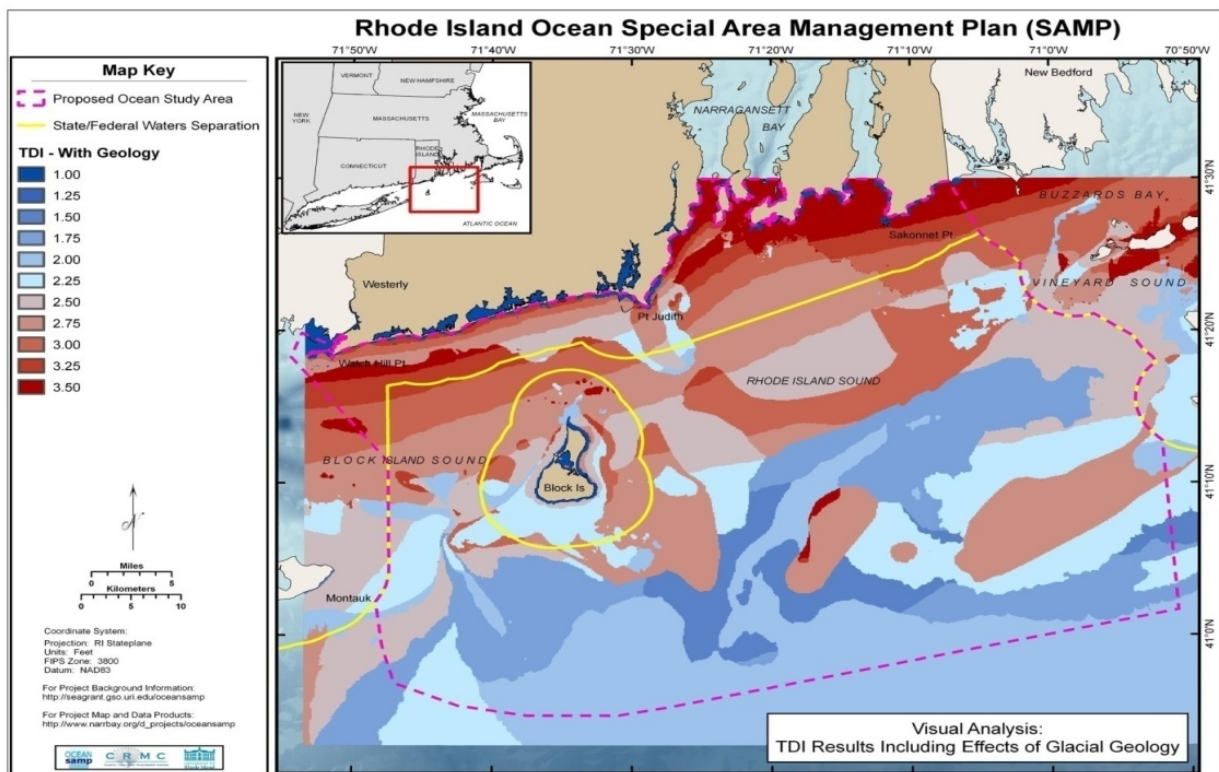 Rhode Island Ocean Special Area Management Plan (SAMP)
71°50'W 71°40'W 71°30'W 71°20'W 71°10'W 71°0'W 70°50'W
Map Key
Proposed Ocean Study Area
State/Federal Waters Separation
TDI - With Geology
1.00
1.25
1.50
1.75
2.00
2.25
2.50
2.75
3.00
3.25
3.50
Miles
5 0 5
Kilometers
10 5 0 5 10
Coordinate System:
Projection: RI Stateplane
Units: Feet
FIPS Zone: 3800
Datum: NAD83
For Project Background Information:
http://seagrant.gso.uri.edu/oceansamp
For Project Map and Data Products:
http://www.narrbay.org/d_projects/oceansamp
OCEAN
samp
CRMC
VERMONT
NEW HAMPSHIRE
NEW
YORK
MASSACHUSETTS
MASSACHUSETTS
BAY
RHODE
ISLAND
CONNECTICUT
ATLANTIC OCEAN
NARRAGANSETT
BAY
New Bedford
BUZZARDS BAY
Sakonnet Pt
Westerly
VINEYARD SOUND
Pt Judith
Watch Hill Pt
RHODE ISLAND SOUND
BLOCK ISLAND SOUND
Block Is
Montauk
41°30'N
41°20'N
41°10'N
41°0'N
Visual Analysis:
TDI Results Including Effects of Glacial Geology